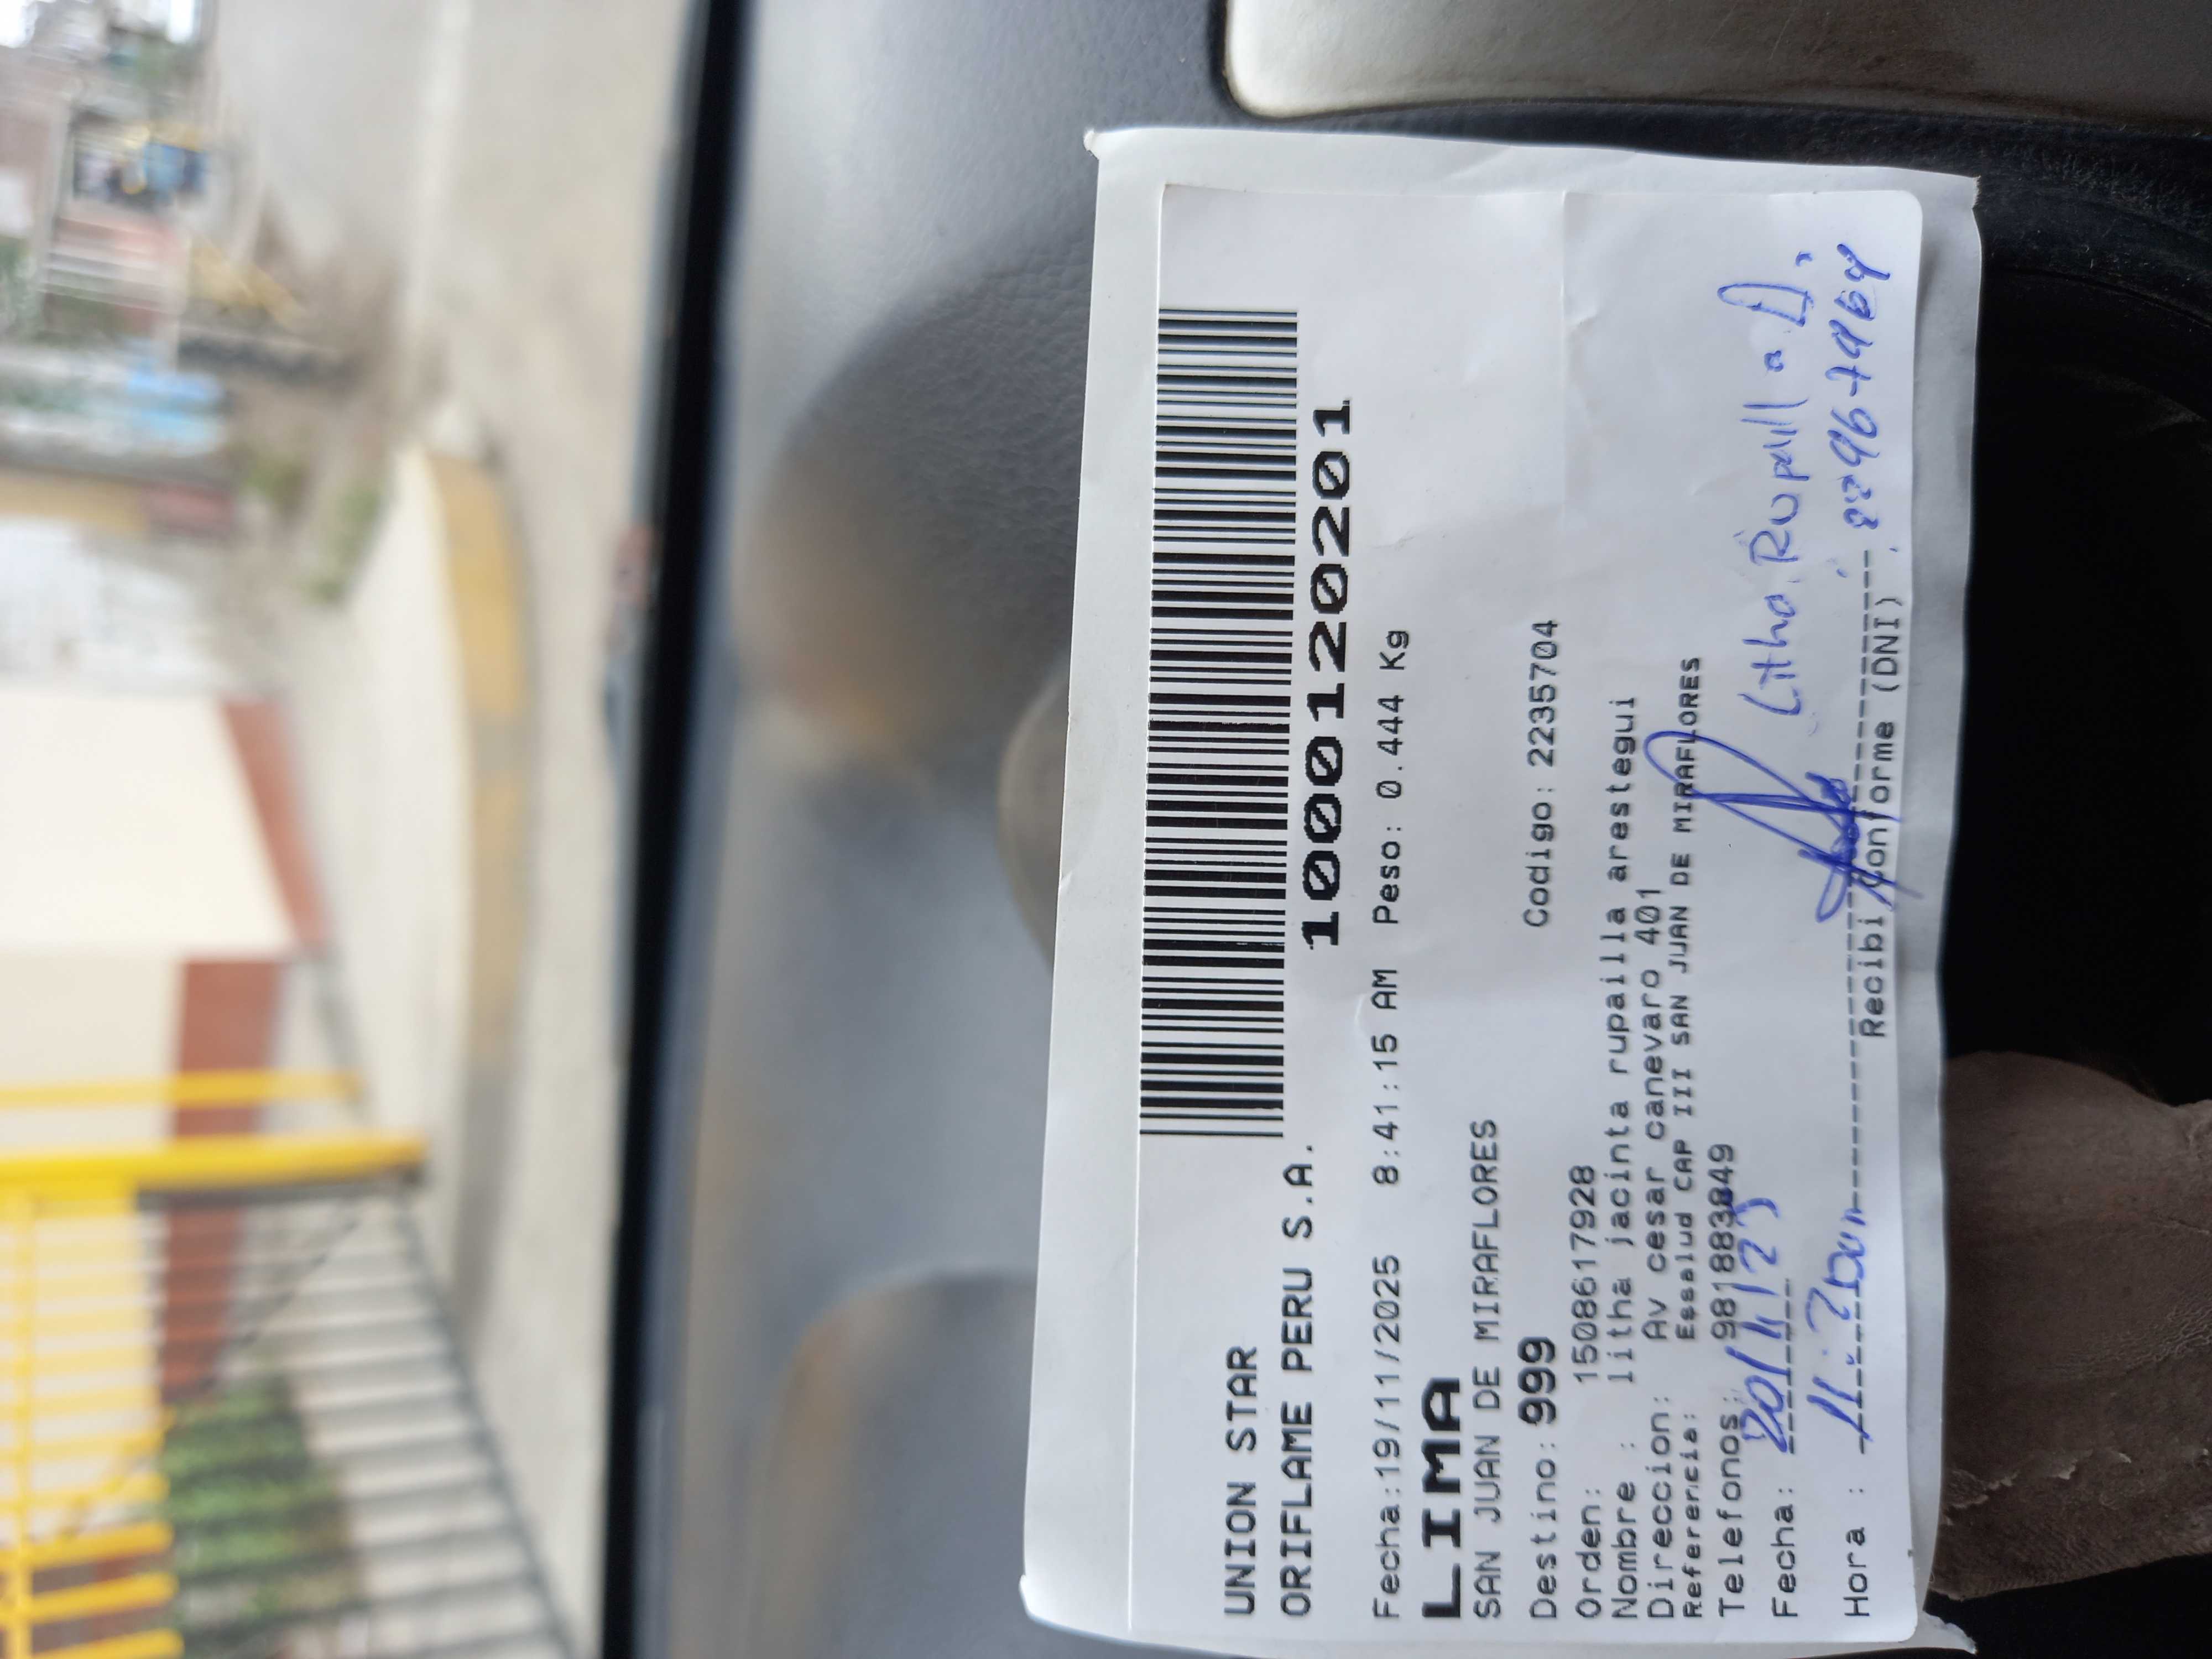 UNION STAR
ORIFLAME PERU S.A.
1000120201
Fecha:19/11/2025 8:41:15 AM Peso: 0.444 Kg
LIMA
SAN JUAN DE MIRAFLORES
Destino: 999 Codigo: 2235704
Orden: 1508617928
Nombre : litha jacinta rupailla arestegui
Direccion: Av cesar canevaro 401
Referencia: Essalud CAP III SAN JUAN DE MIRAFLORES
Telefonos: 981883849
Fecha: 20/11/25
Litha Rupaill a A.
Hora :
Recibi Conforme (DNI)